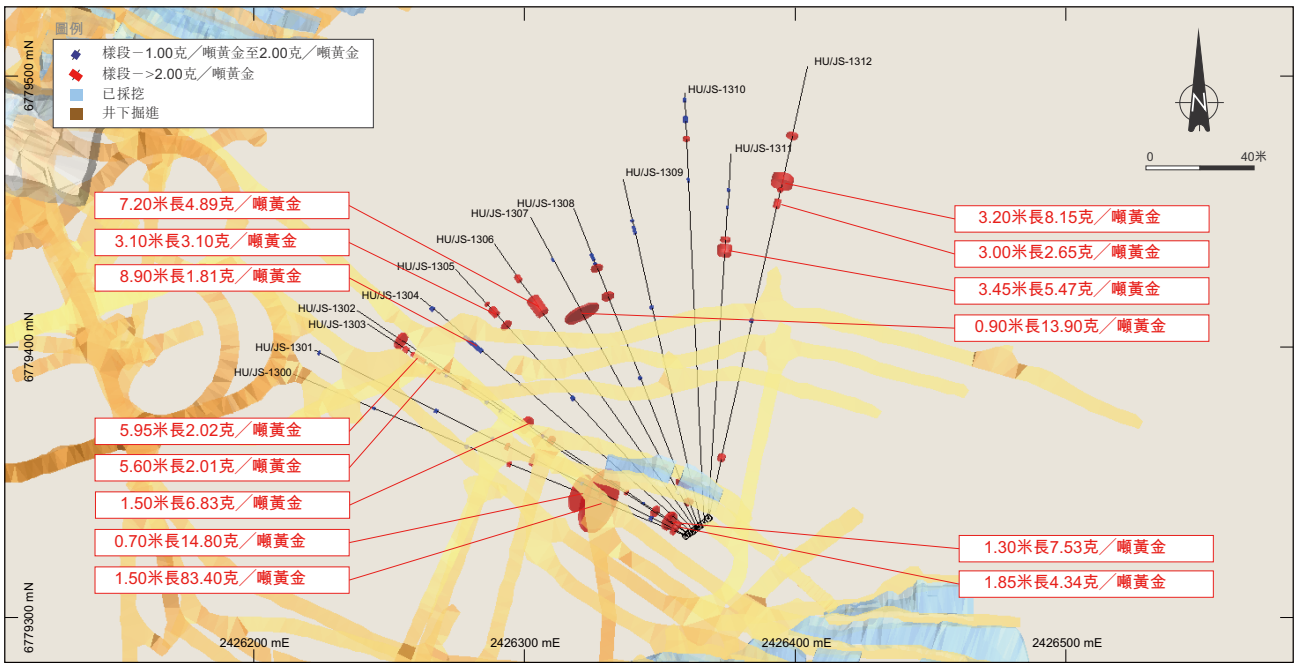 圖例
樣段－1.00克／噸黃金至2.00克／噸黃金
樣段－>2.00克／噸黃金
已採挖
井下掘進
6779500 mN
6779400 mN
6779300 mN
HU/JS-1312
HU/JS-1310
HU/JS-1311
HU/JS-1309
HU/JS-1308
HU/JS-1307
HU/JS-1306
HU/JS-1305
HU/JS-1304
HU/JS-1302
HU/JS-1303
HU/JS-1301
HU/JS-1300
N
0 40米
7.20米長4.89克／噸黃金
3.10米長3.10克／噸黃金
8.90米長1.81克／噸黃金
5.95米長2.02克／噸黃金
5.60米長2.01克／噸黃金
1.50米長6.83克／噸黃金
0.70米長14.80克／噸黃金
1.50米長83.40克／噸黃金
3.20米長8.15克／噸黃金
3.00米長2.65克／噸黃金
3.45米長5.47克／噸黃金
0.90米長13.90克／噸黃金
1.30米長7.53克／噸黃金
1.85米長4.34克／噸黃金
2426200 mE 2426300 mE 2426400 mE 2426500 mE